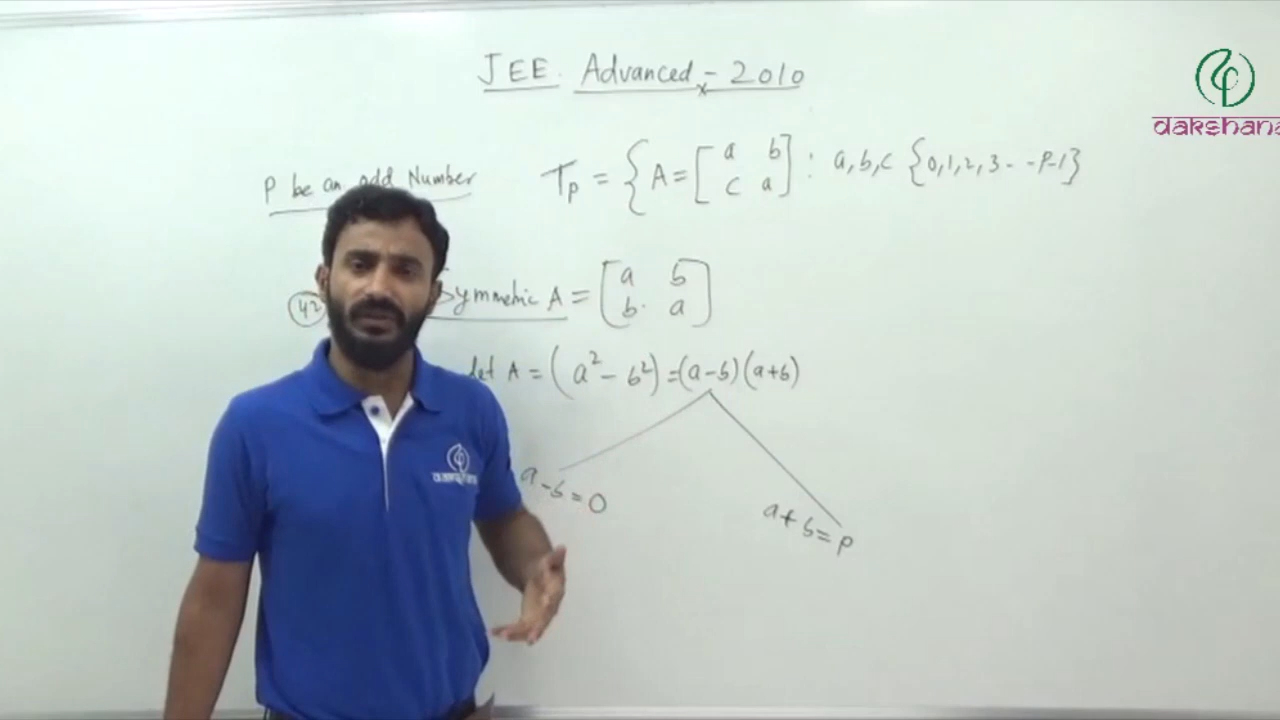 JEE Advanced - 2010
dakshana
P be an odd Number
Tp = { A = [ a b
c a ] : a, b, c {0, 1, 2, 3 - - P-1}
42
Symmetric A = [ a b
b a ]
det A = (a² - b²) = (a-b)(a+b)
a - b = 0
a + b = P